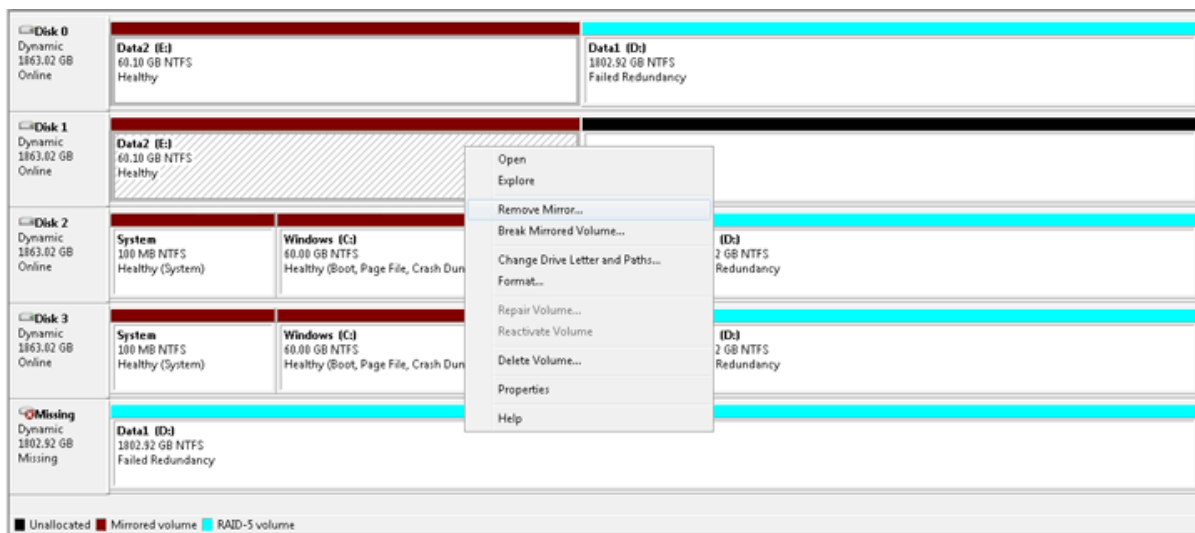 Disk 0
Dynamic
1863.02 GB
Online
Data2 (E:)
60.10 GB NTFS
Healthy
Data1 (D:)
1802.92 GB NTFS
Failed Redundancy
Disk 1
Dynamic
1863.02 GB
Online
Data2 (E:)
60.10 GB NTFS
Healthy
Disk 2
Dynamic
1863.02 GB
Online
System
100 MB NTFS
Healthy (System)
Windows (C:)
60.00 GB NTFS
Healthy (Boot, Page File, Crash Dun
(D:)
2 GB NTFS
Redundancy
Disk 3
Dynamic
1863.02 GB
Online
System
100 MB NTFS
Healthy (System)
Windows (C:)
60.00 GB NTFS
Healthy (Boot, Page File, Crash Dun
(D:)
2 GB NTFS
Redundancy
Missing
Dynamic
1802.92 GB
Missing
Data1 (D:)
1802.92 GB NTFS
Failed Redundancy
Open
Explore
Remove Mirror...
Break Mirrored Volume...
Change Drive Letter and Paths...
Format...
Repair Volume...
Reactivate Volume
Delete Volume...
Properties
Help
Unallocated Mirrored volume RAID-5 volume